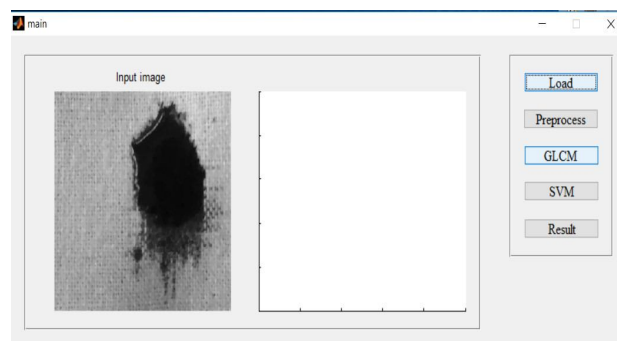 main
Input image
Load
Preprocess
GLCM
SVM
Result